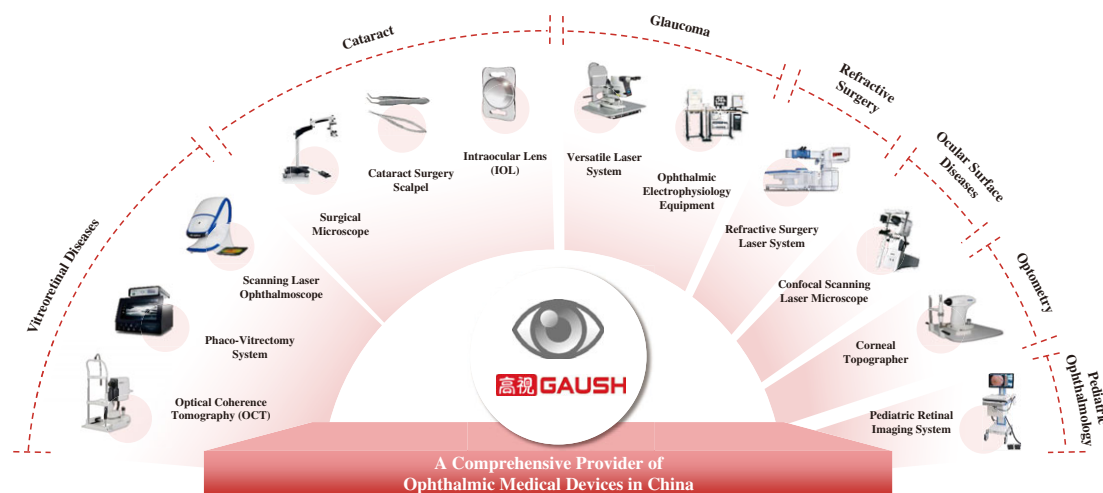 Vitreoretinal Diseases
Cataract
Glaucoma
Refractive
Surgery
Ocular Surface
Diseases
Optometry
Pediatric
Ophthalmology
Optical Coherence
Tomography (OCT)
Phaco-Vitrectomy
System
Scanning Laser
Ophthalmoscope
Surgical
Microscope
Cataract Surgery
Scalpel
Intraocular Lens
(IOL)
Versatile Laser
System
Ophthalmic
Electrophysiology
Equipment
Refractive Surgery
Laser System
Confocal Scanning
Laser Microscope
Corneal
Topographer
Pediatric Retinal
Imaging System
高视 GAUSH
A Comprehensive Provider of
Ophthalmic Medical Devices in China